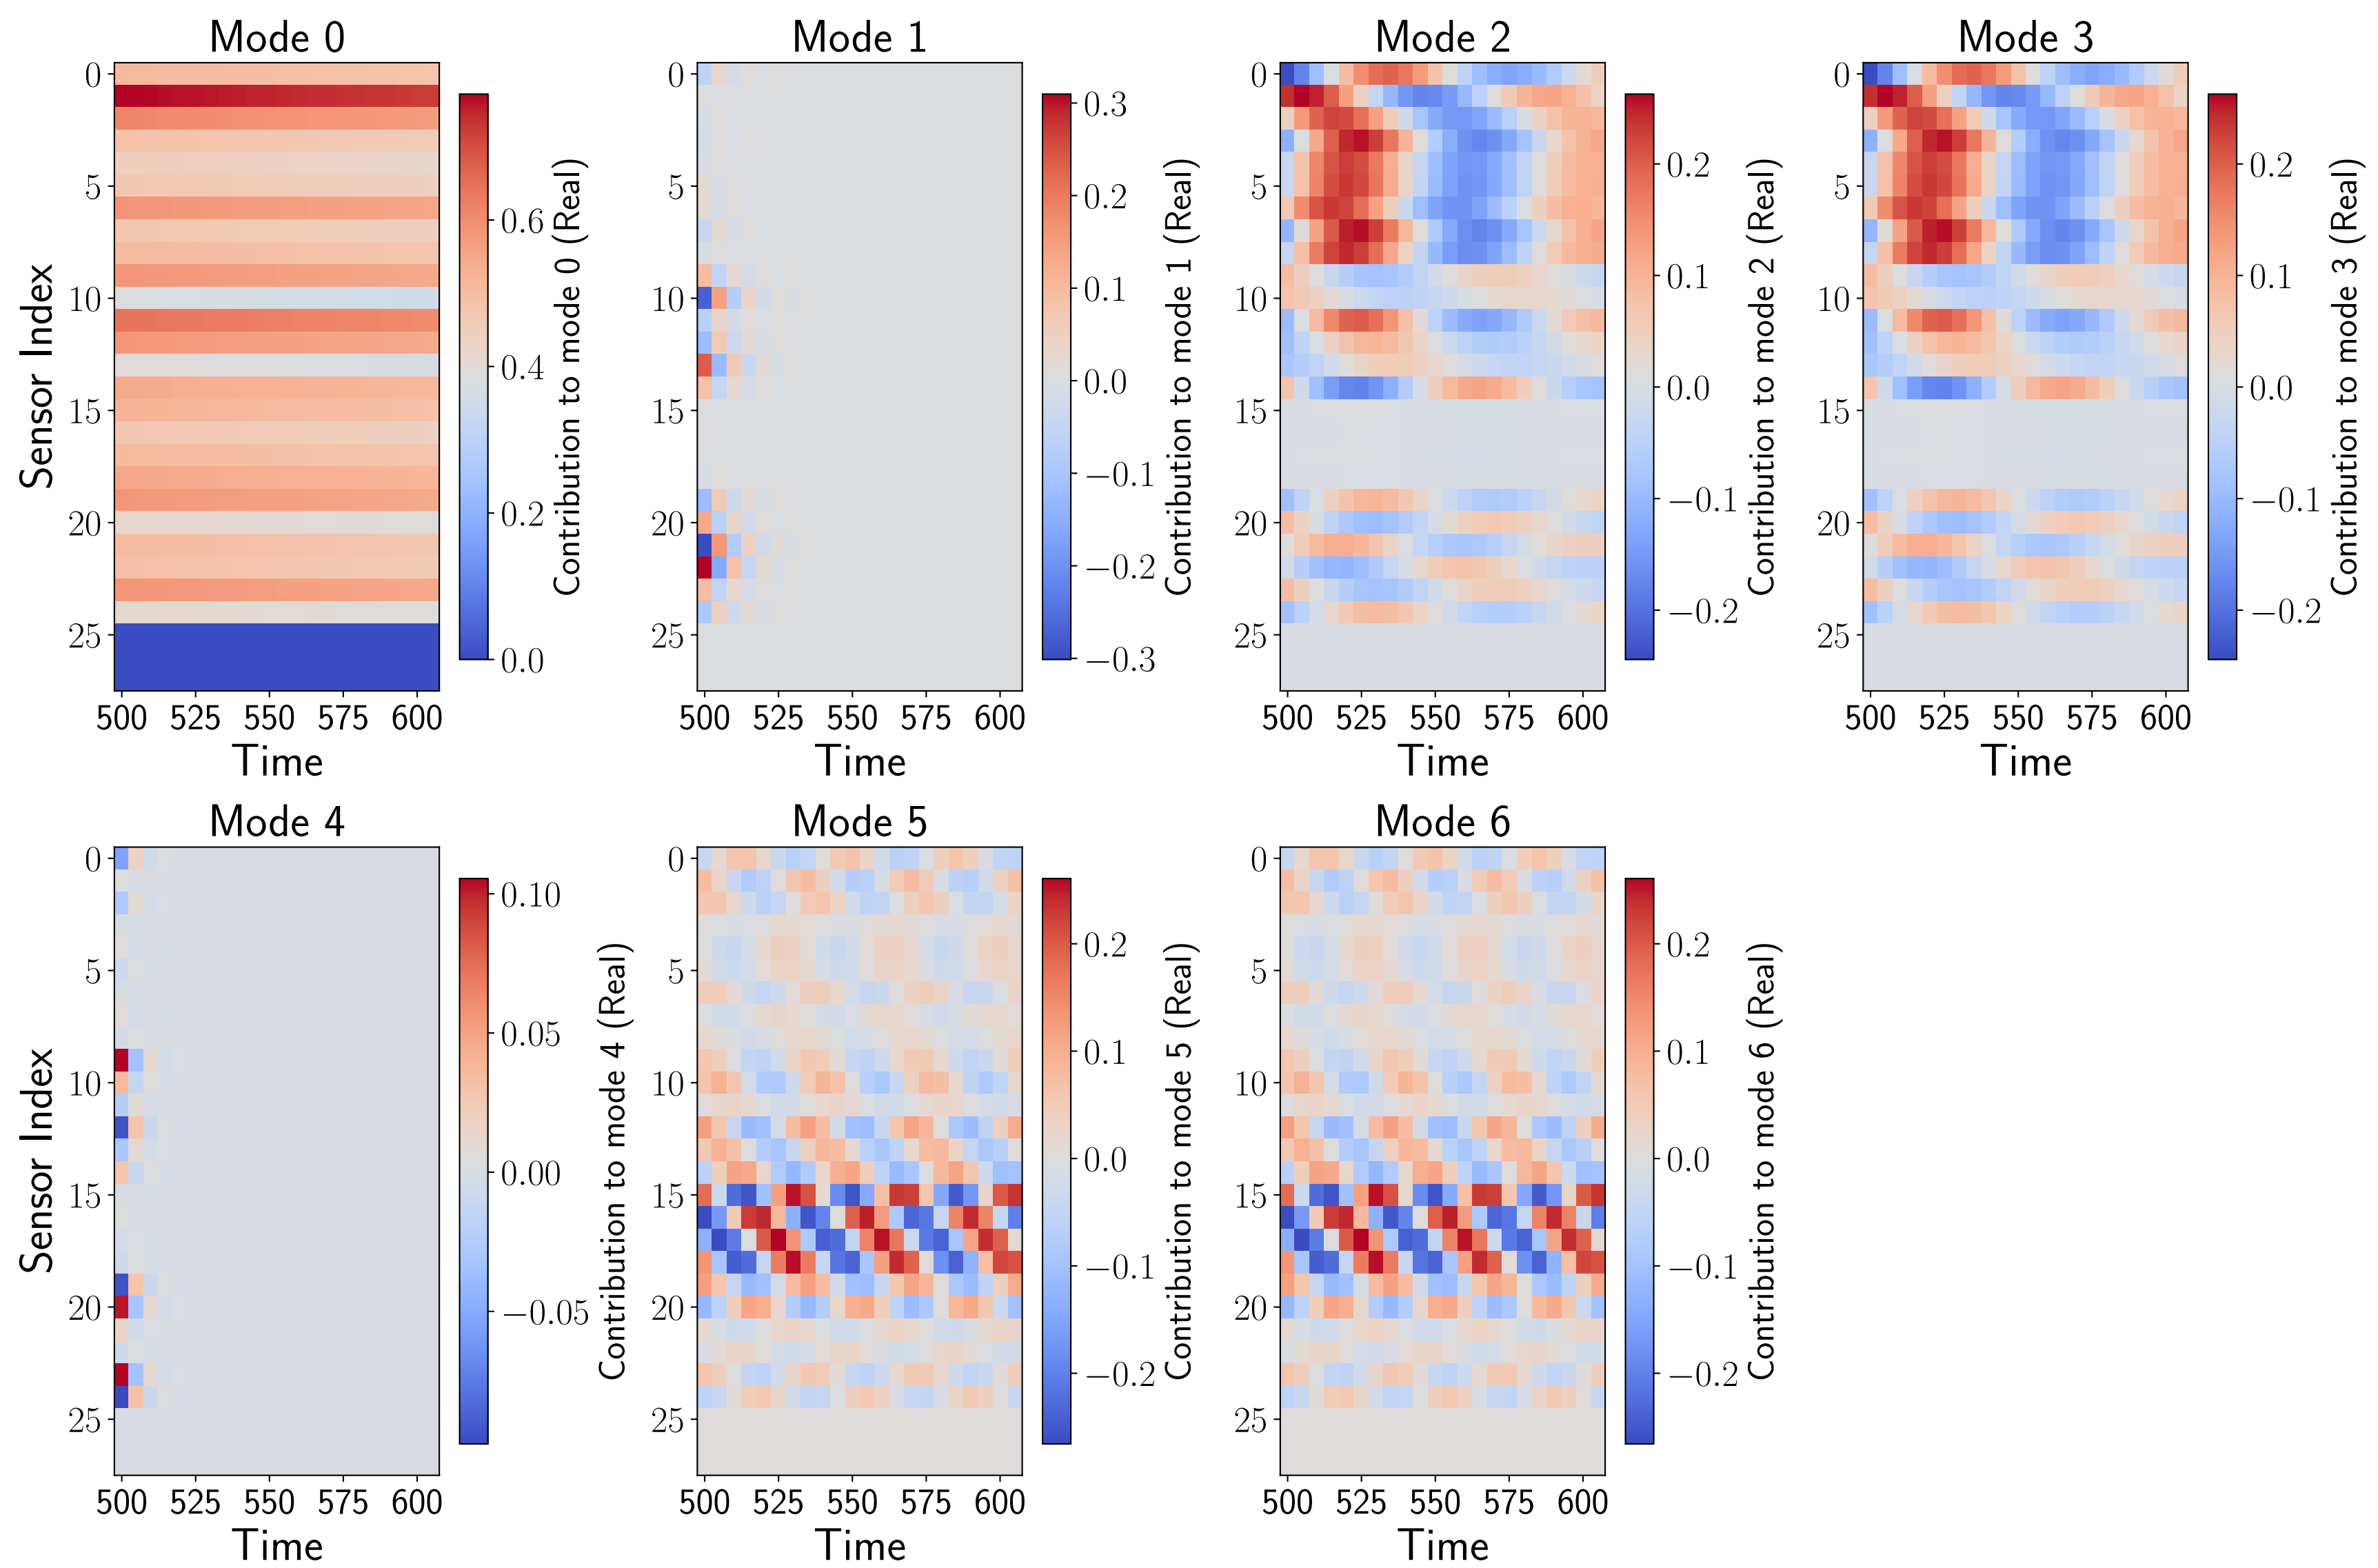 Mode 0
Mode 1
Mode 2
Mode 3
Sensor Index
0
5
10
15
20
25
500 525 550 575 600
Time
0.6
0.4
0.2
0.0
Contribution to mode 0 (Real)
0
5
10
15
20
25
500 525 550 575 600
Time
0.3
0.2
0.1
0.0
−0.1
−0.2
−0.3
Contribution to mode 1 (Real)
0
5
10
15
20
25
500 525 550 575 600
Time
0.2
0.1
0.0
−0.1
−0.2
Contribution to mode 2 (Real)
0
5
10
15
20
25
500 525 550 575 600
Time
0.2
0.1
0.0
−0.1
−0.2
Contribution to mode 3 (Real)
Mode 4
Mode 5
Mode 6
Sensor Index
0
5
10
15
20
25
500 525 550 575 600
Time
0.10
0.05
0.00
−0.05
Contribution to mode 4 (Real)
0
5
10
15
20
25
500 525 550 575 600
Time
0.2
0.1
0.0
−0.1
−0.2
Contribution to mode 5 (Real)
0
5
10
15
20
25
500 525 550 575 600
Time
0.2
0.1
0.0
−0.1
−0.2
Contribution to mode 6 (Real)